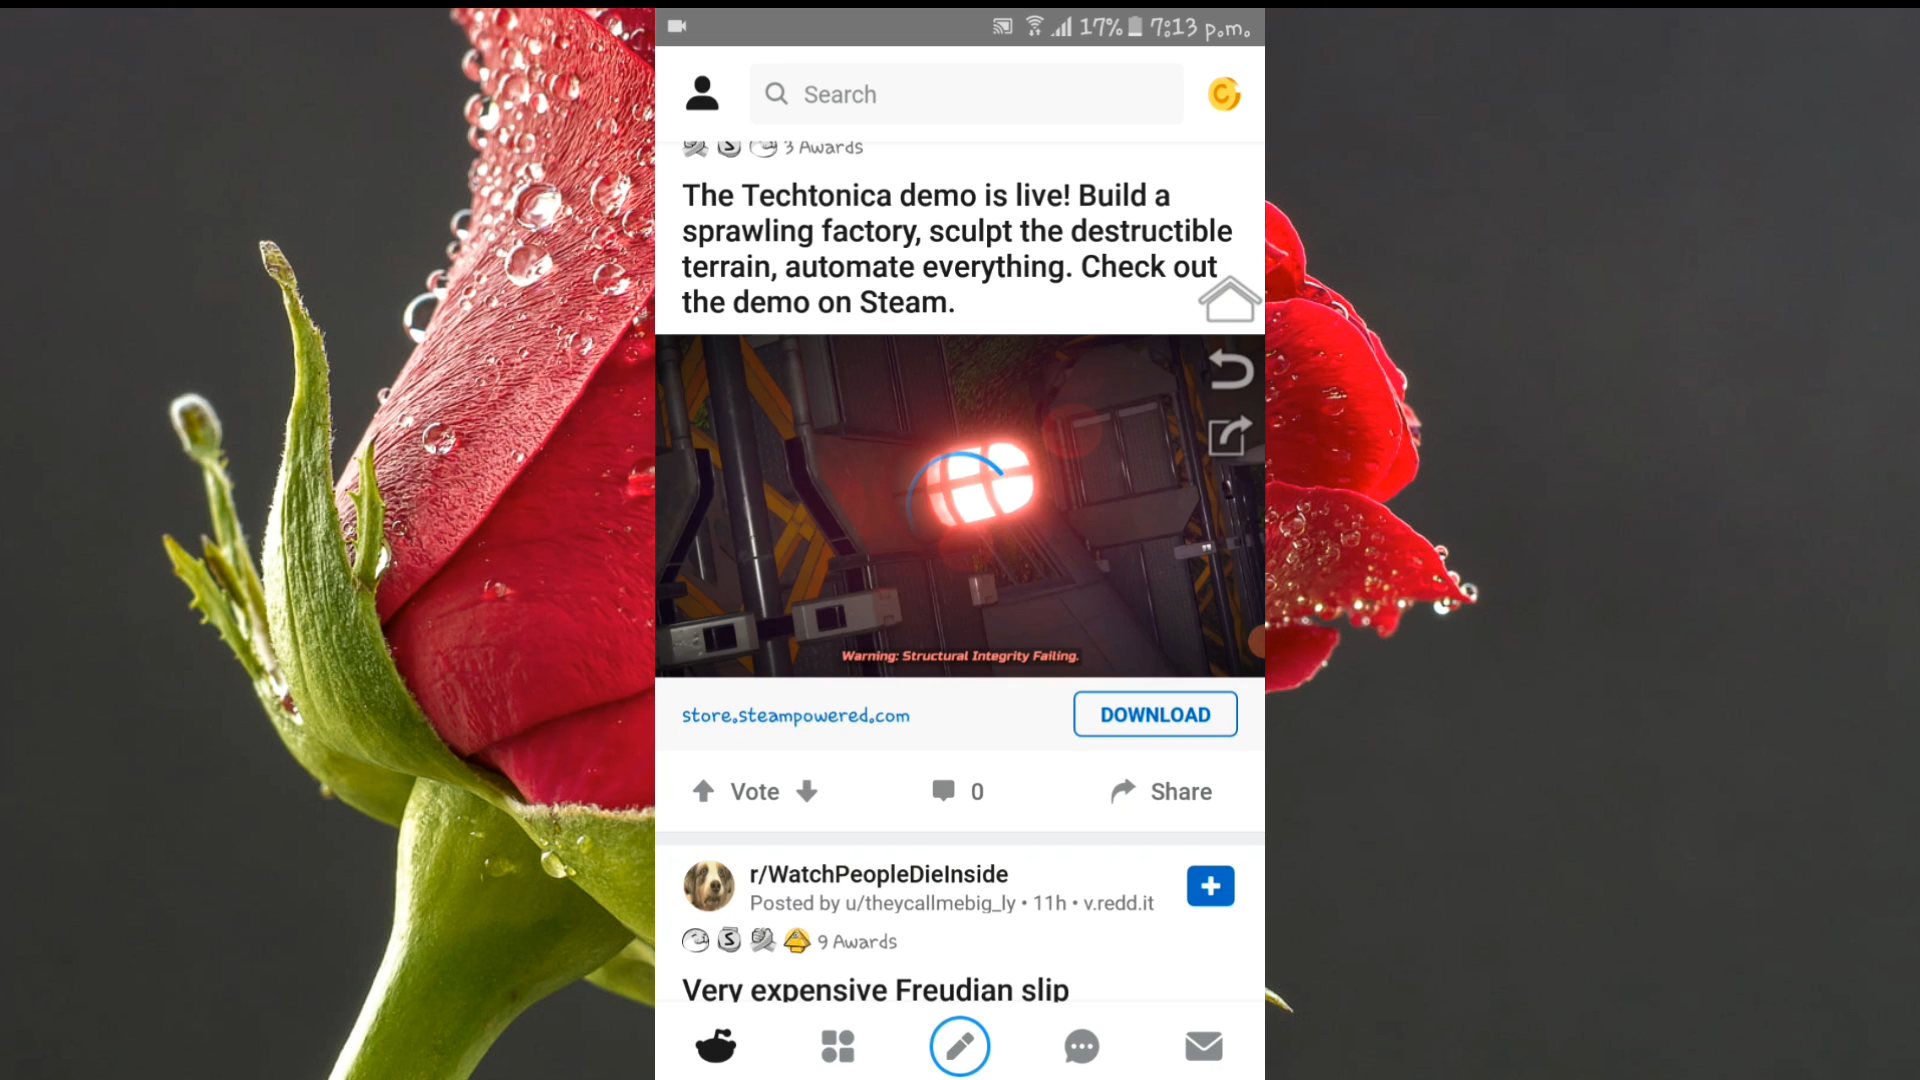 17% 7:13 p.m.
Search
3 Awards
The Techtonica demo is live! Build a
sprawling factory, sculpt the destructible
terrain, automate everything. Check out
the demo on Steam.
Warning: Structural Integrity Failing.
store.steampowered.com DOWNLOAD
Vote 0 Share
r/WatchPeopleDieInside
Posted by u/theycallmebig_ly • 11h • v.redd.it
9 Awards
Very expensive Freudian slip